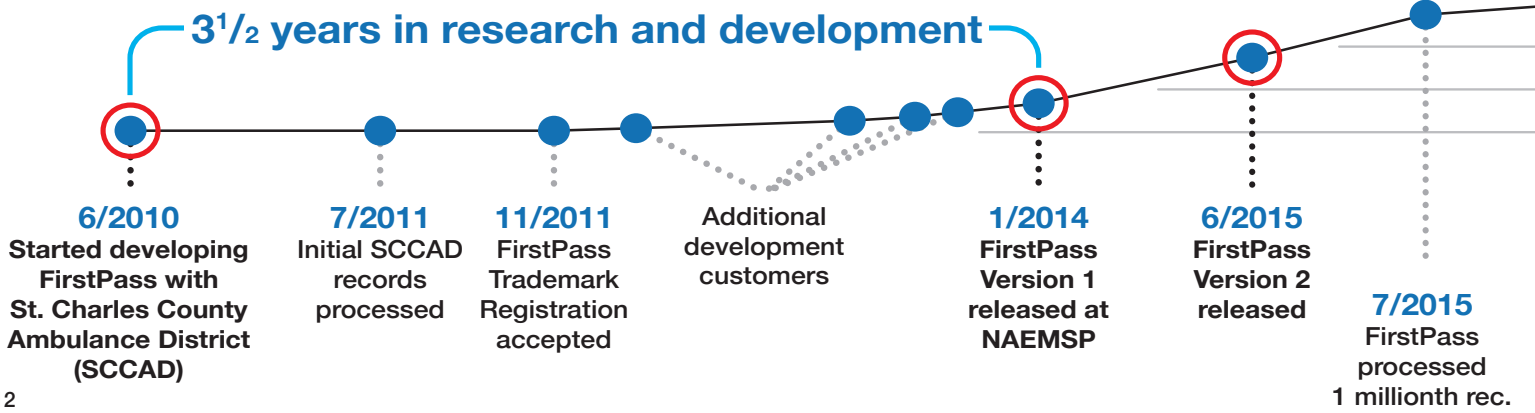 3 1/2 years in research and development
6/2010
Started developing
FirstPass with
St. Charles County
Ambulance District
(SCCAD)
7/2011
Initial SCCAD
records
processed
11/2011
FirstPass
Trademark
Registration
accepted
Additional
development
customers
1/2014
FirstPass
Version 1
released at
NAEMSP
6/2015
FirstPass
Version 2
released
7/2015
FirstPass
processed
1 millionth rec.
2